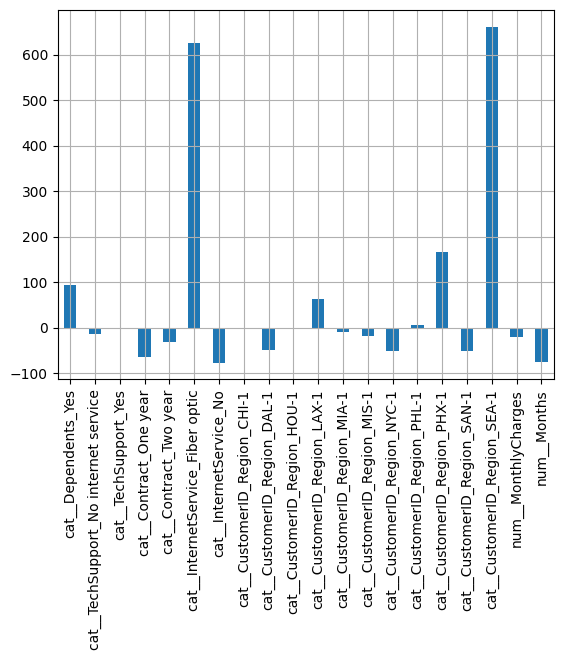 600
500
400
300
200
100
0
−100
cat__Dependents_Yes
cat__TechSupport_No internet service
cat__TechSupport_Yes
cat__Contract_One year
cat__Contract_Two year
cat__InternetService_Fiber optic
cat__InternetService_No
cat__CustomerID_Region_CHI-1
cat__CustomerID_Region_DAL-1
cat__CustomerID_Region_HOU-1
cat__CustomerID_Region_LAX-1
cat__CustomerID_Region_MIA-1
cat__CustomerID_Region_MIS-1
cat__CustomerID_Region_NYC-1
cat__CustomerID_Region_PHL-1
cat__CustomerID_Region_PHX-1
cat__CustomerID_Region_SAN-1
cat__CustomerID_Region_SEA-1
num__MonthlyCharges
num__Months